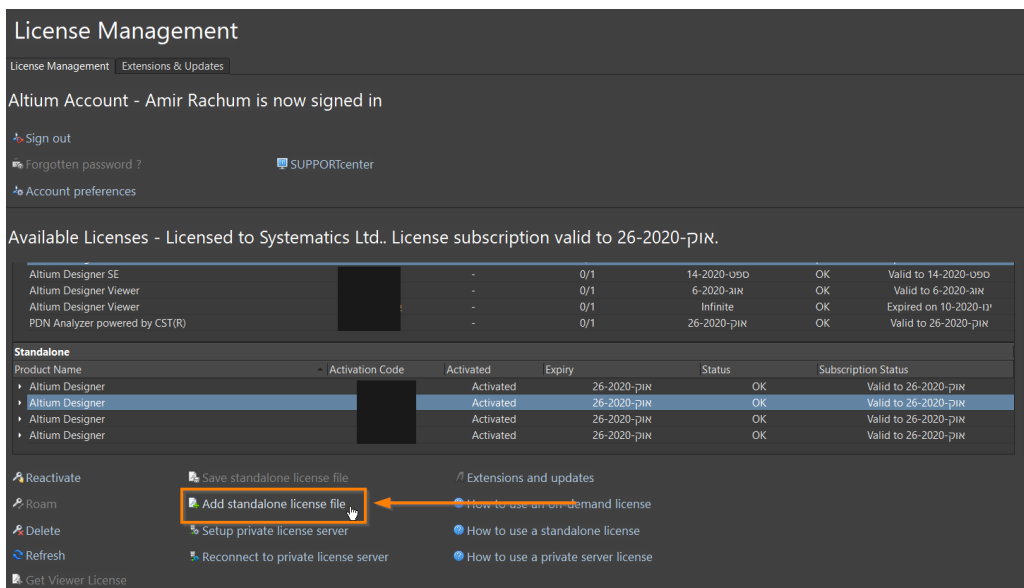 License Management
License Management Extensions & Updates
Altium Account - Amir Rachum is now signed in
Sign out
Forgotten password ? SUPPORTcenter
Account preferences
Available Licenses - Licensed to Systematics Ltd.. License subscription valid to 26-אוק-2020.
Altium Designer SE - 0/1 14-ספט-2020 OK Valid to 14-ספט-2020
Altium Designer Viewer - 0/1 6-אוג-2020 OK Valid to 6-אוג-2020
Altium Designer Viewer - 0/1 Infinite OK Expired on 10-ינו-2020
PDN Analyzer powered by CST(R) - 0/1 26-אוק-2020 OK Valid to 26-אוק-2020
Standalone
Product Name Activation Code Activated Expiry Status Subscription Status
Altium Designer Activated 26-אוק-2020 OK Valid to 26-אוק-2020
Altium Designer Activated 26-אוק-2020 OK Valid to 26-אוק-2020
Altium Designer Activated 26-אוק-2020 OK Valid to 26-אוק-2020
Altium Designer Activated 26-אוק-2020 OK Valid to 26-אוק-2020
Reactivate Save standalone license file Extensions and updates
Roam Add standalone license file How to use an on-demand license
Delete Setup private license server How to use a standalone license
Refresh Reconnect to private license server How to use a private server license
Get Viewer License